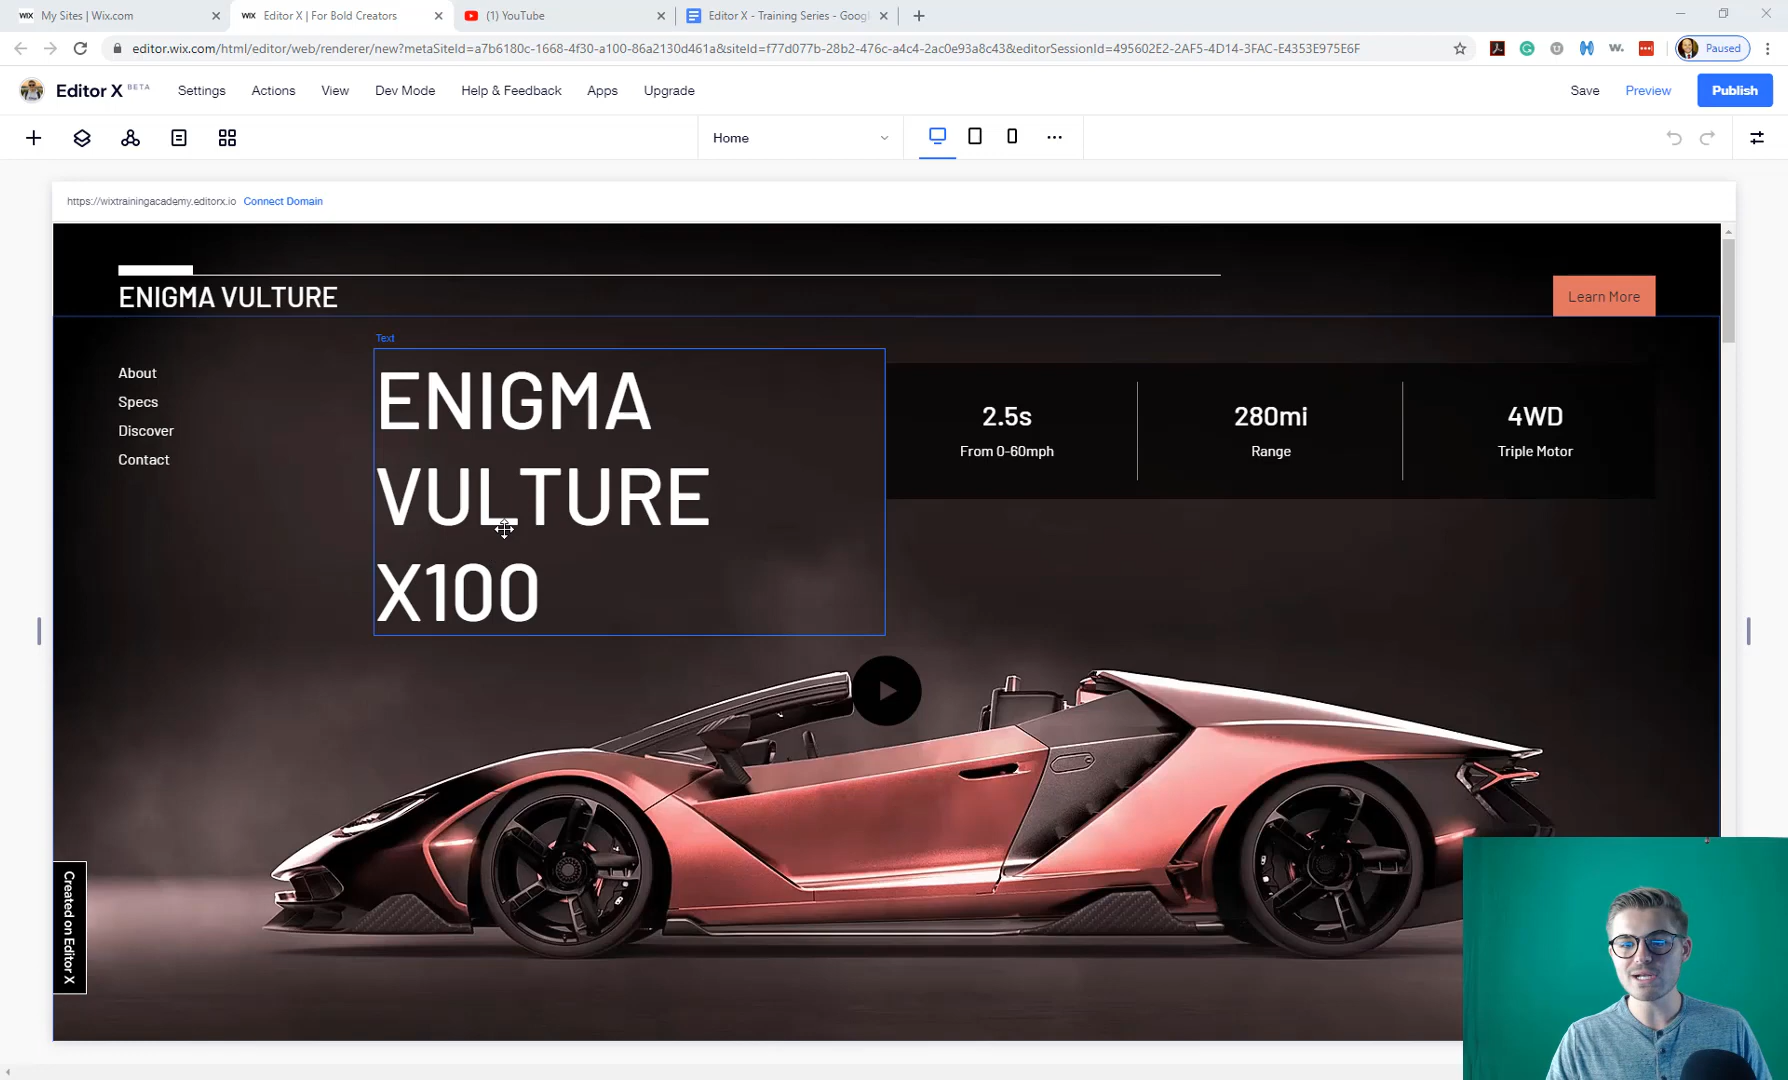 WIX My Sites | Wix.com
WIX Editor X | For Bold Creators
(1) YouTube
Editor X - Training Series - Googl
editor.wix.com/html/editor/web/renderer/new?metaSiteId=a7b6180c-1668-4f30-a100-86a2130d461a&siteId=f77d077b-28b2-476c-a4c4-2ac0e93a8c43&editorSessionId=495602E2-2AF5-4D14-3FAC-E4353E975E6F
Paused
Editor X BETA
Settings
Actions
View
Dev Mode
Help & Feedback
Apps
Upgrade
Save
Preview
Publish
Home
https://wixtrainingacademy.editorx.io Connect Domain
ENIGMA VULTURE
Learn More
Text
About
Specs
Discover
Contact
ENIGMA
VULTURE
X100
2.5s
From 0-60mph
280mi
Range
4WD
Triple Motor
Created on Editor X